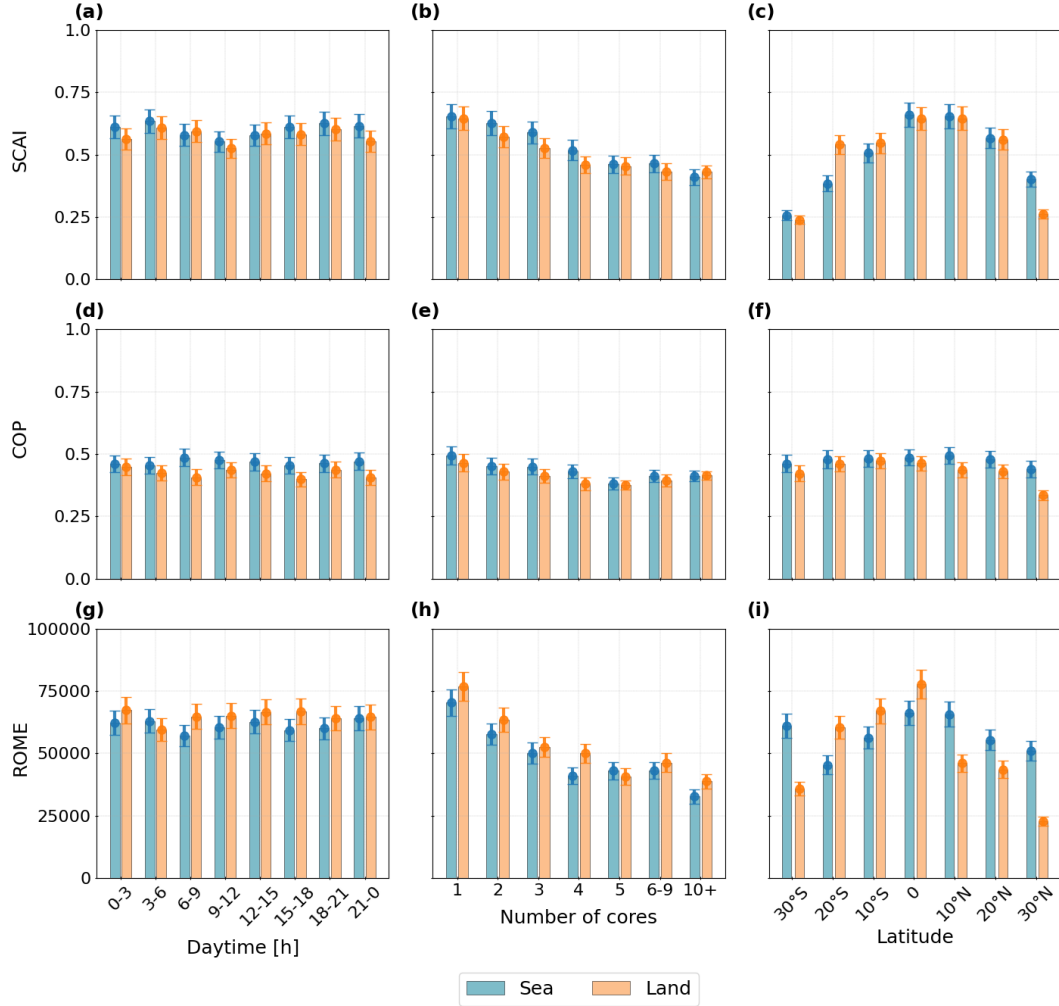 (a) (b) (c)
1.0
0.75
0.5
0.25
0.0
SCAI
(d) (e) (f)
1.0
0.75
0.5
0.25
0.0
COP
(g) (h) (i)
100000
75000
50000
25000
0
ROME
0-3 3-6 6-9 9-12 12-15 15-18 18-21 21-0
Daytime [h]
1 2 3 4 5 6-9 10+
Number of cores
30°S 20°S 10°S 0 10°N 20°N 30°N
Latitude
Sea Land